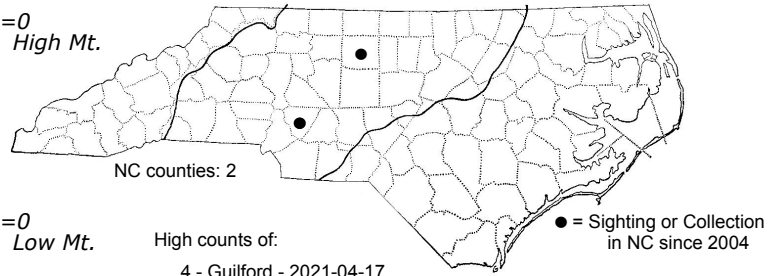 =0
High Mt.
NC counties: 2
=0
Low Mt.
High counts of:
4 - Guilford - 2021-04-17
● = Sighting or Collection
in NC since 2004